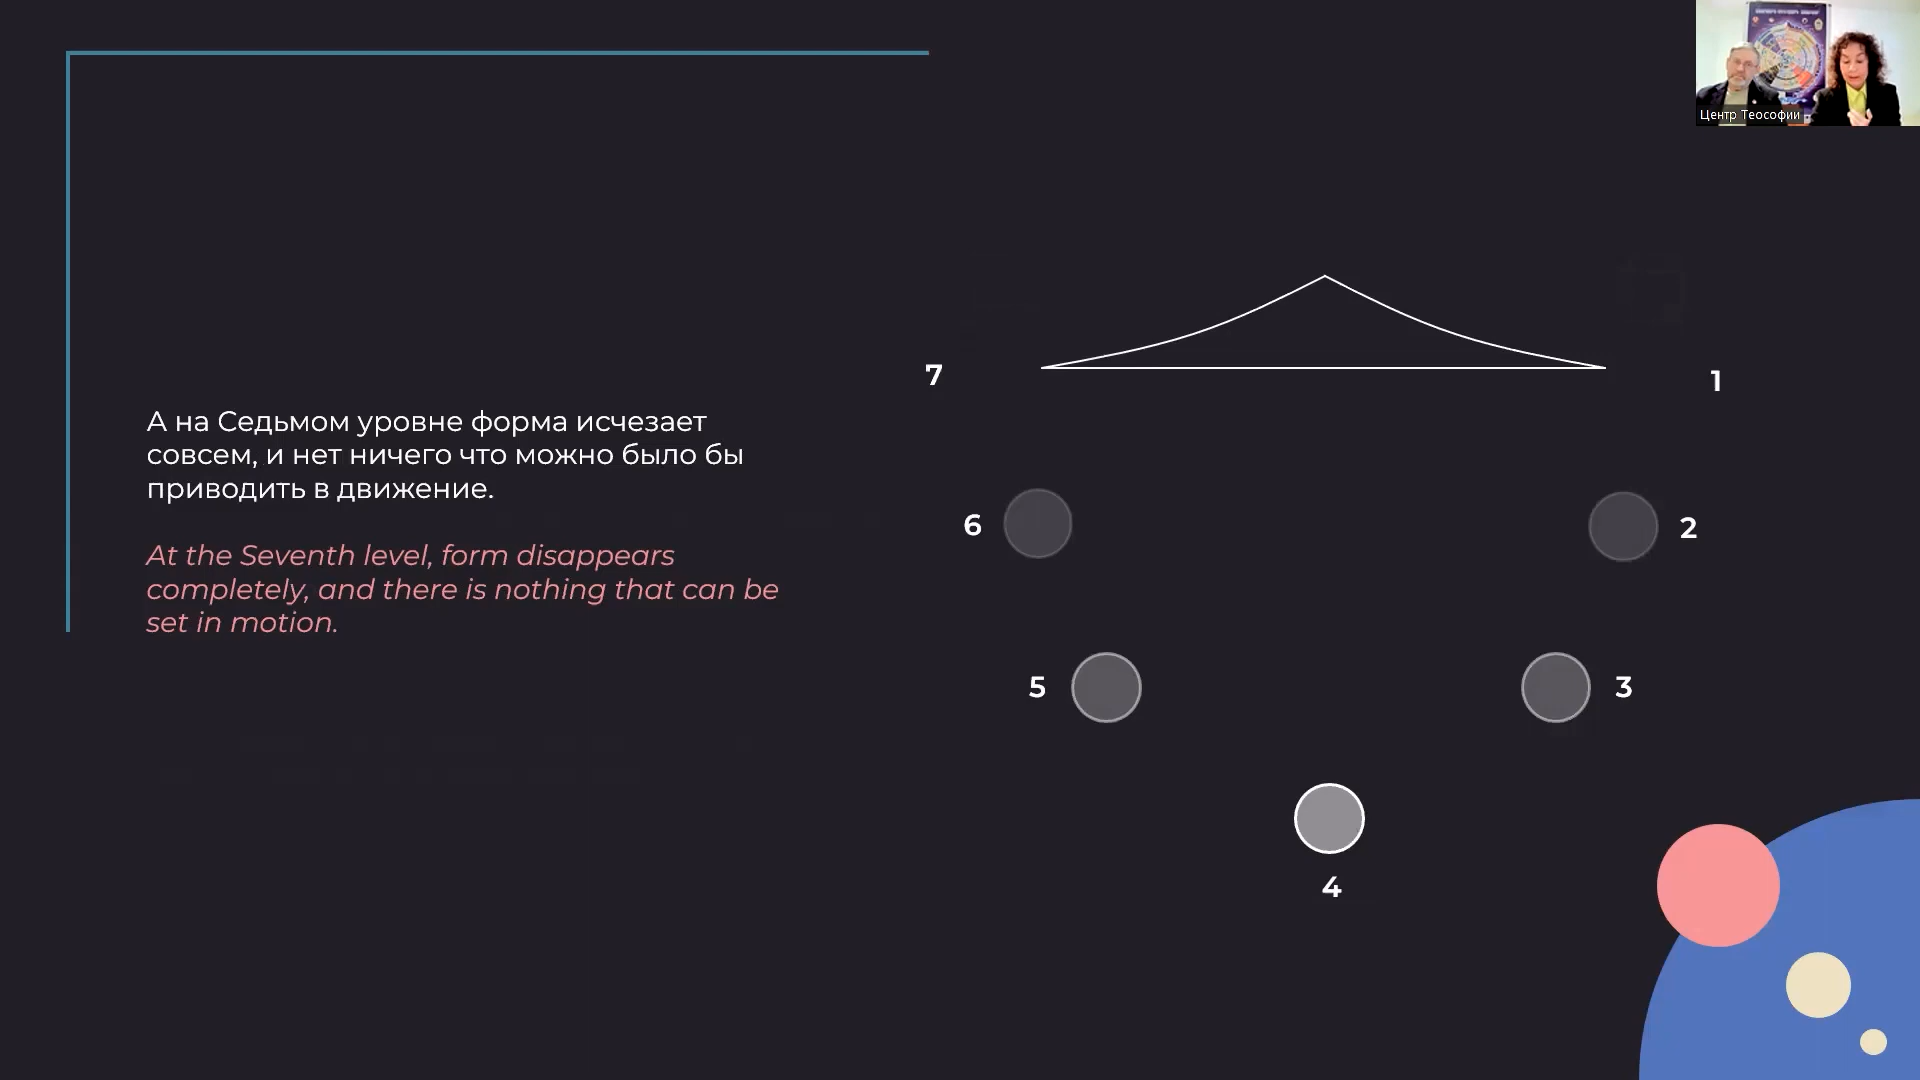 Центр Теософии
А на Седьмом уровне форма исчезает
совсем, и нет ничего что можно было бы
приводить в движение.
At the Seventh level, form disappears
completely, and there is nothing that can be
set in motion.
7
1
6
2
5
3
4